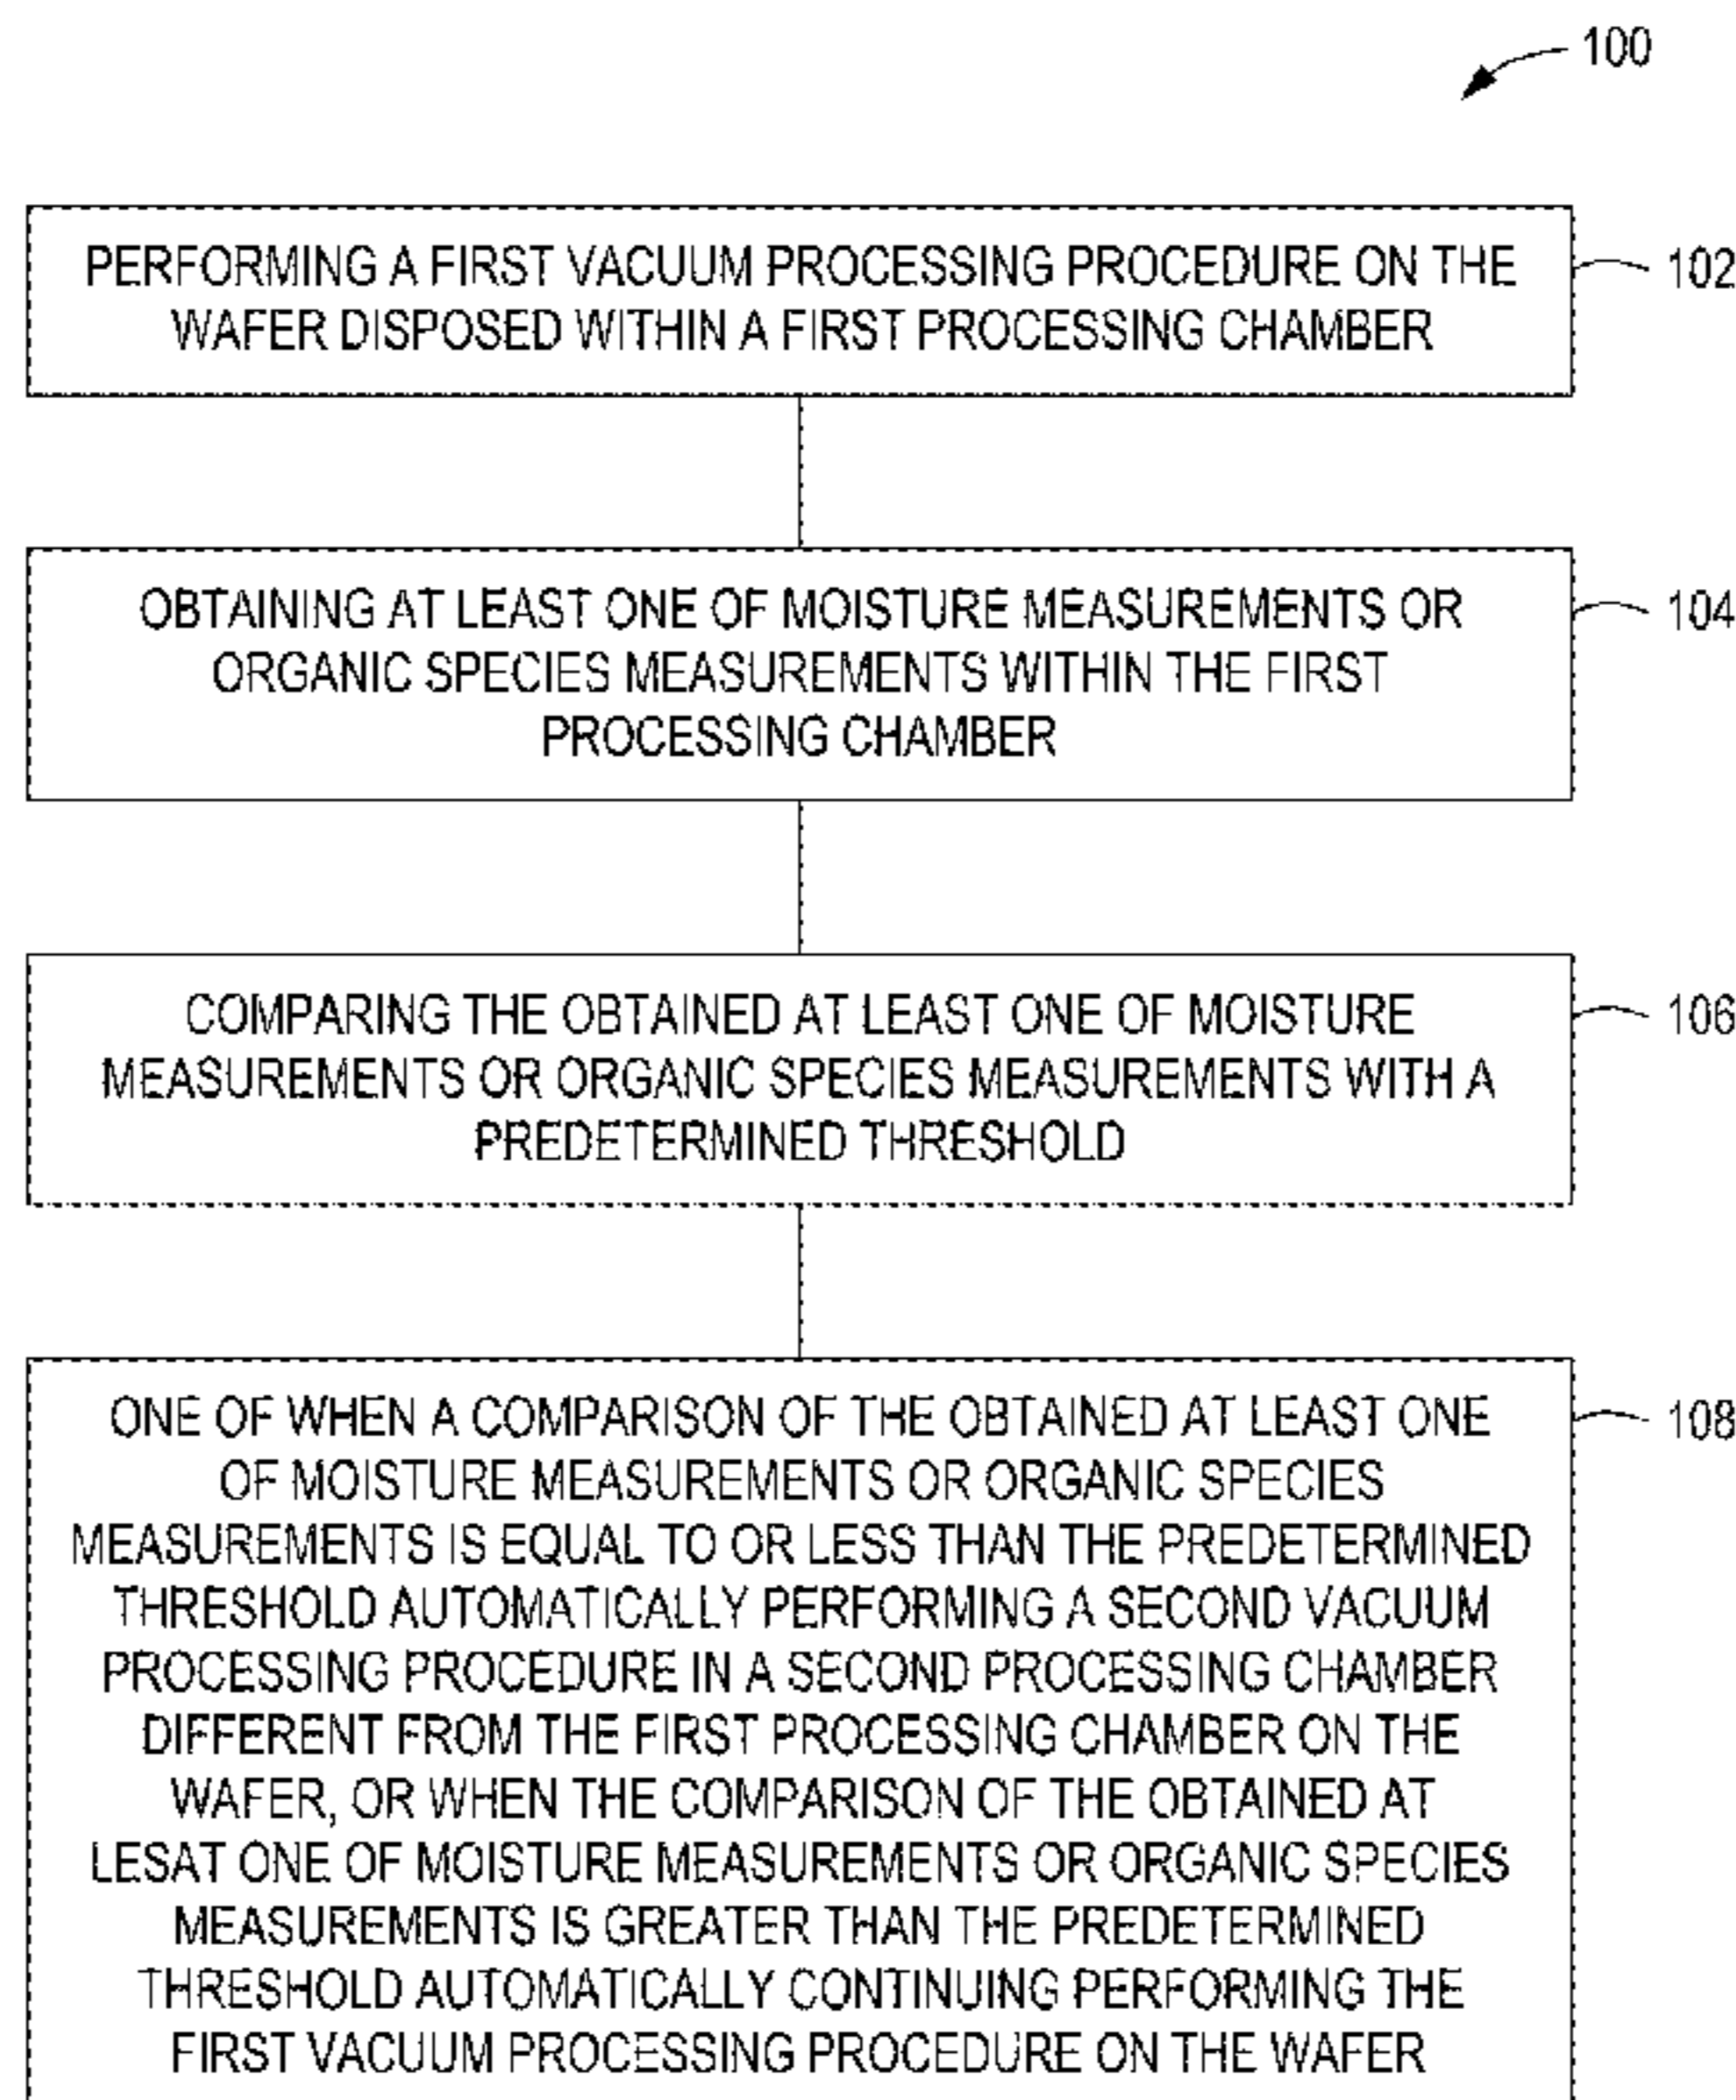 100
PERFORMING A FIRST VACUUM PROCESSING PROCEDURE ON THE
WAFER DISPOSED WITHIN A FIRST PROCESSING CHAMBER
102
OBTAINING AT LEAST ONE OF MOISTURE MEASUREMENTS OR
ORGANIC SPECIES MEASUREMENTS WITHIN THE FIRST
PROCESSING CHAMBER
104
COMPARING THE OBTAINED AT LEAST ONE OF MOISTURE
MEASUREMENTS OR ORGANIC SPECIES MEASUREMENTS WITH A
PREDETERMINED THRESHOLD
106
ONE OF WHEN A COMPARISON OF THE OBTAINED AT LEAST ONE
OF MOISTURE MEASUREMENTS OR ORGANIC SPECIES
MEASUREMENTS IS EQUAL TO OR LESS THAN THE PREDETERMINED
THRESHOLD AUTOMATICALLY PERFORMING A SECOND VACUUM
PROCESSING PROCEDURE IN A SECOND PROCESSING CHAMBER
DIFFERENT FROM THE FIRST PROCESSING CHAMBER ON THE
WAFER, OR WHEN THE COMPARISON OF THE OBTAINED AT
LESAT ONE OF MOISTURE MEASUREMENTS OR ORGANIC SPECIES
MEASUREMENTS IS GREATER THAN THE PREDETERMINED
THRESHOLD AUTOMATICALLY CONTINUING PERFORMING THE
FIRST VACUUM PROCESSING PROCEDURE ON THE WAFER
108